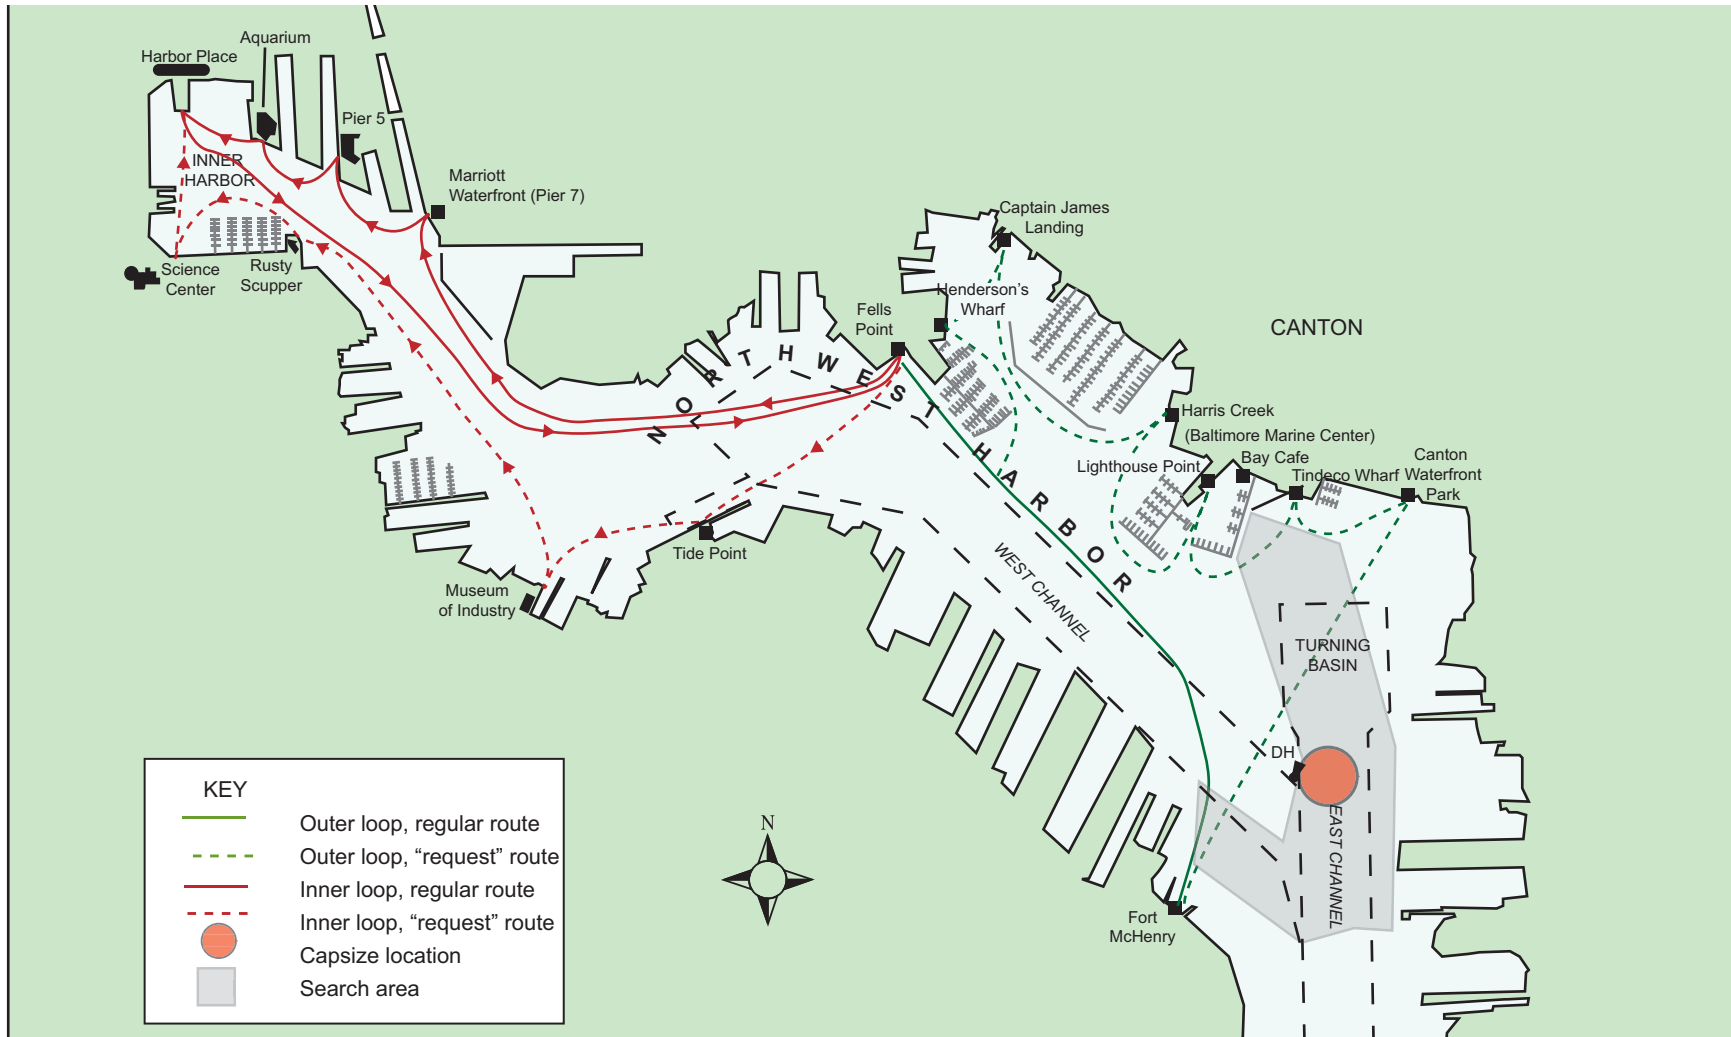 Aquarium
Harbor Place
Pier 5
INNER
HARBOR
Marriott
Waterfront (Pier 7)
Science
Center
Rusty
Scupper
Captain James
Landing
Henderson's
Wharf
Fells
Point
CANTON
NORTHWEST HARBOR
Harris Creek
(Baltimore Marine Center)
Lighthouse Point
Bay Cafe
Tindeco Wharf
Canton
Waterfront
Park
Tide Point
Museum
of Industry
WEST CHANNEL
TURNING
BASIN
DH
EAST CHANNEL
Fort
McHenry
N
KEY
Outer loop, regular route
Outer loop, “request” route
Inner loop, regular route
Inner loop, “request” route
Capsize location
Search area